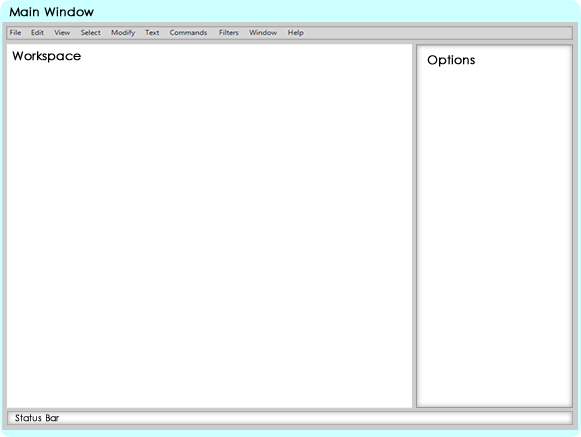 Main Window
File Edit View Select Modify Text Commands Filters Window Help
Workspace
Options
Status Bar